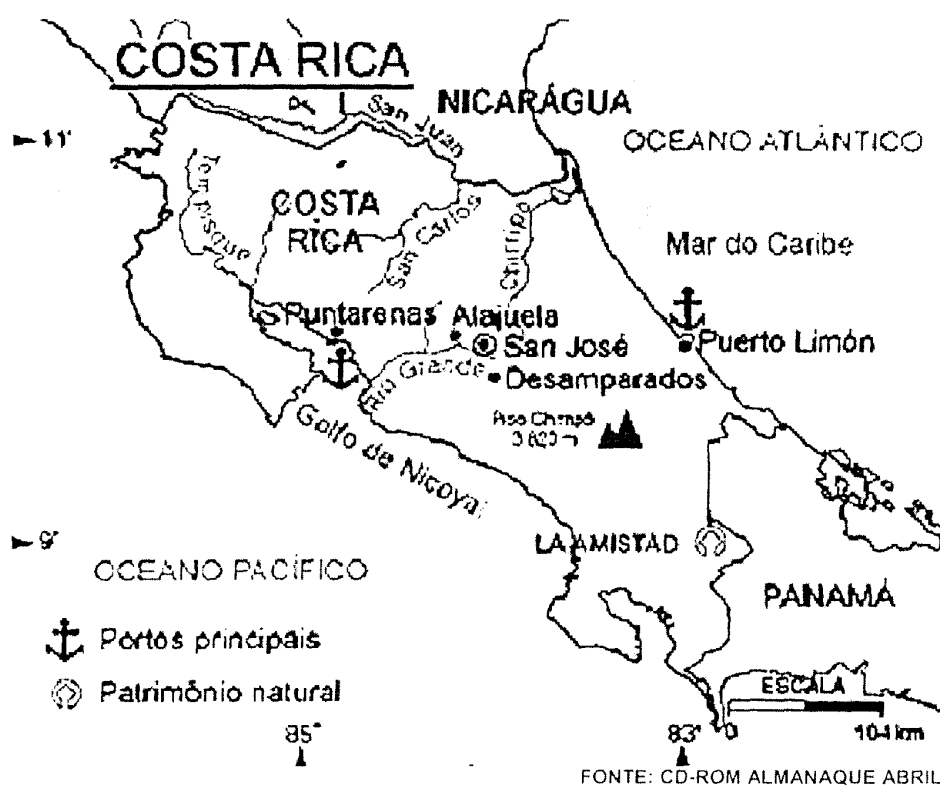 COSTA RICA
NICARÁGUA
San Juan
11°
OCEANO ATLÂNTICO
Tempisque
COSTA
RICA
San Carlos
Chirripo
Mar do Caribe
Puntarenas
Alajuela
San José
Puerto Limón
Rio Grande
Desamparados
Golfo de Nicoya
9°
LA AMISTAD
OCEANO PACÍFICO
PANAMÁ
Portos principais
Patrimônio natural
ESCALA
85°
83°
0
104 km
FONTE: CD-ROM ALMANAQUE ABRIL